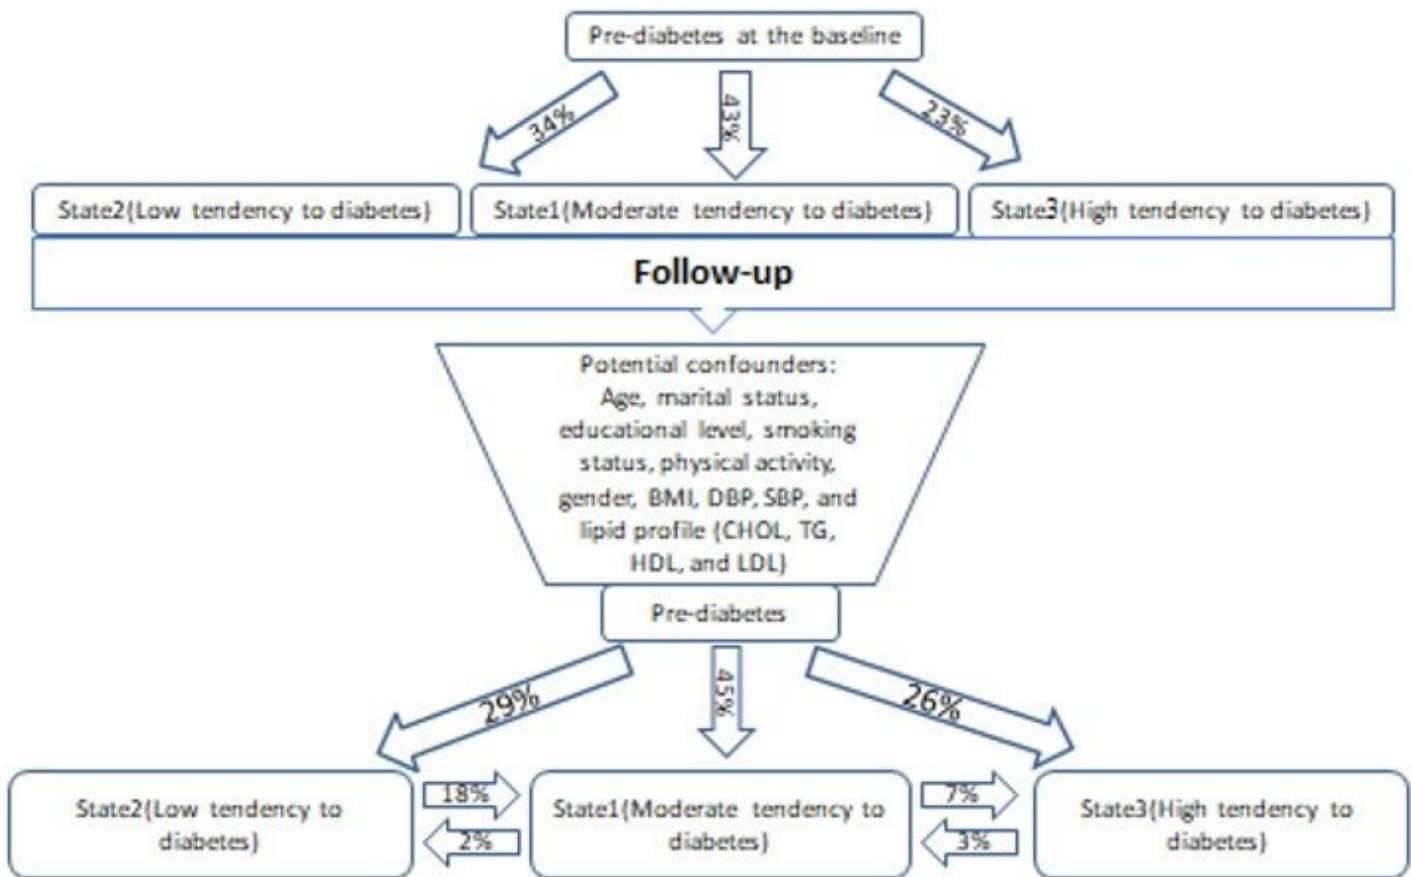 Pre-diabetes at the baseline
34%
43%
23%
State2(Low tendency to diabetes)
State1(Moderate tendency to diabetes)
State3(High tendency to diabetes)
Follow-up
Potential confounders:
Age, marital status,
educational level, smoking
status, physical activity,
gender, BMI, DBP, SBP, and
lipid profile (CHOL, TG,
HDL, and LDL)
Pre-diabetes
29%
45%
26%
State2(Low tendency to
diabetes)
18%
2%
State1(Moderate tendency to
diabetes)
7%
3%
State3(High tendency to
diabetes)